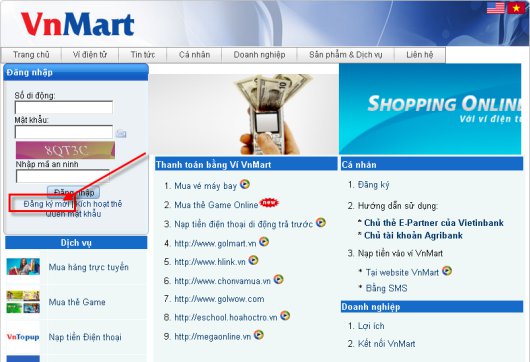 VnMart
Trang chủ
Ví điện tử
Tin tức
Cá nhân
Doanh nghiệp
Sản phẩm & Dịch vụ
Liên hệ
Đăng nhập
Số di động:
Mật khẩu:
8QT3C
Nhập mã an ninh
Đăng nhập
Đăng ký mới | Kích hoạt thẻ
Quên mật khẩu
Dịch vụ
Mua hàng trực tuyến
Mua thẻ Game
VnTopup
Nạp tiền Điện thoại
Thanh toán bằng Ví VnMart
1. Mua vé máy bay
2. Mua thẻ Game Online new
3. Nạp tiền điện thoại di động trả trước
4. http://www.golmart.vn
5. http://www.hlink.vn
6. http://www.chonvamua.vn
7. http://www.golwow.com
8. http://eschool.hoahoctro.vn
9. http://megaonline.vn
SHOPPING ONLINE
Với ví điện tử
Cá nhân
1. Đăng ký
2. Hướng dẫn sử dụng:
* Chủ thẻ E-Partner của Vietinbank
* Chủ tài khoản Agribank
3. Nạp tiền vào ví VnMart
* Tại website VnMart
* Bằng SMS
Doanh nghiệp
1. Lợi ích
2. Kết nối VnMart